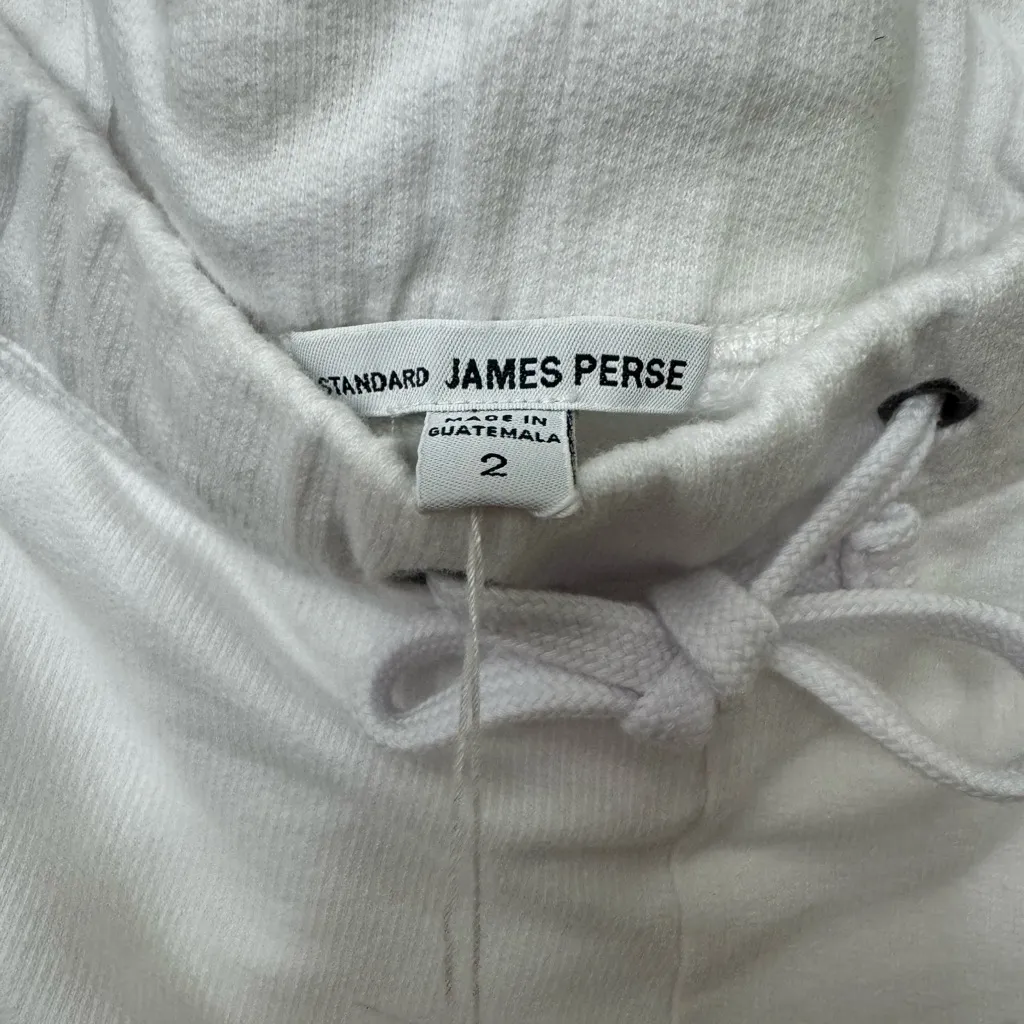 STANDARD JAMES PERSE
MADE IN
GUATEMALA
2